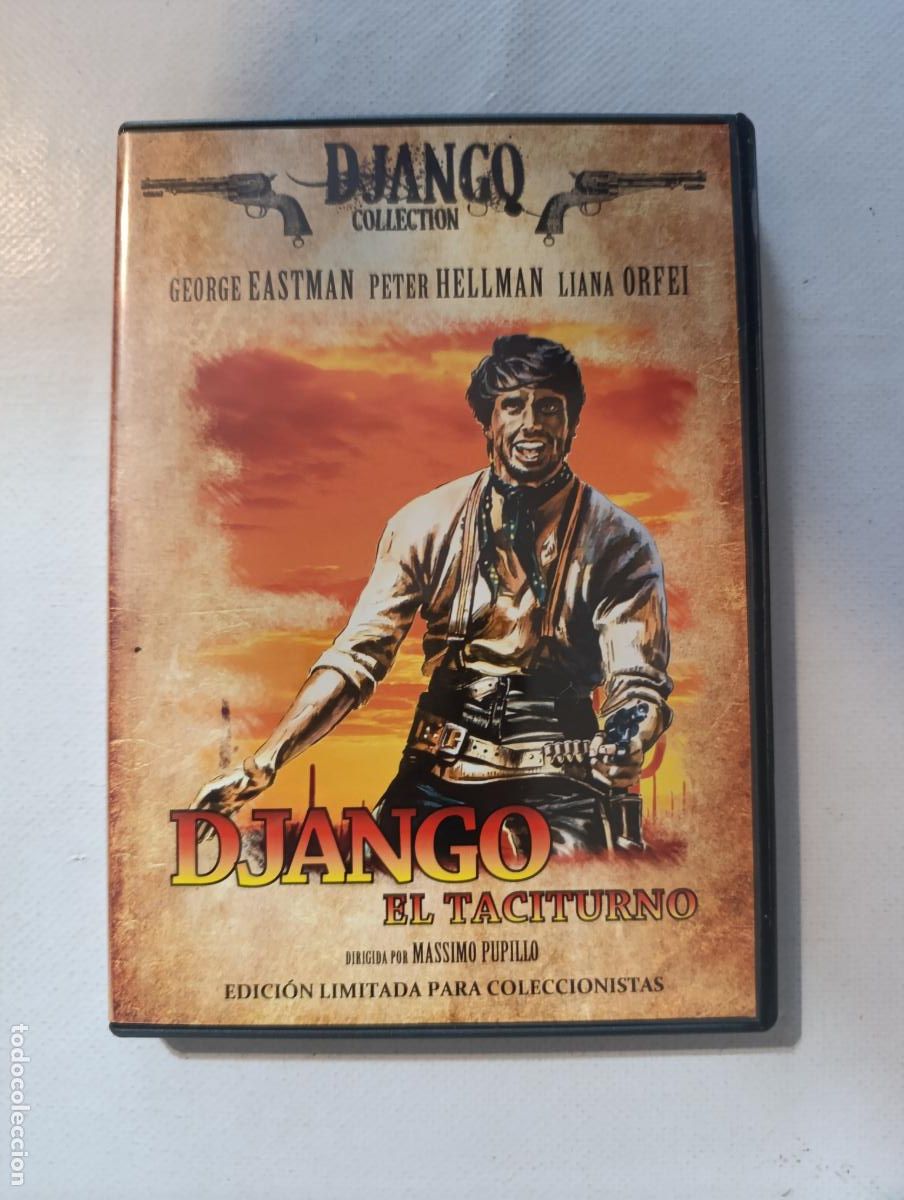 DJANGO
COLLECTION
GEORGE EASTMAN PETER HELLMAN LIANA ORFEI
DJANGO
EL TACITURNO
DIRIGIDA POR MASSIMO PUPILLO
EDICIÓN LIMITADA PARA COLECCIONISTAS
todocoleccion